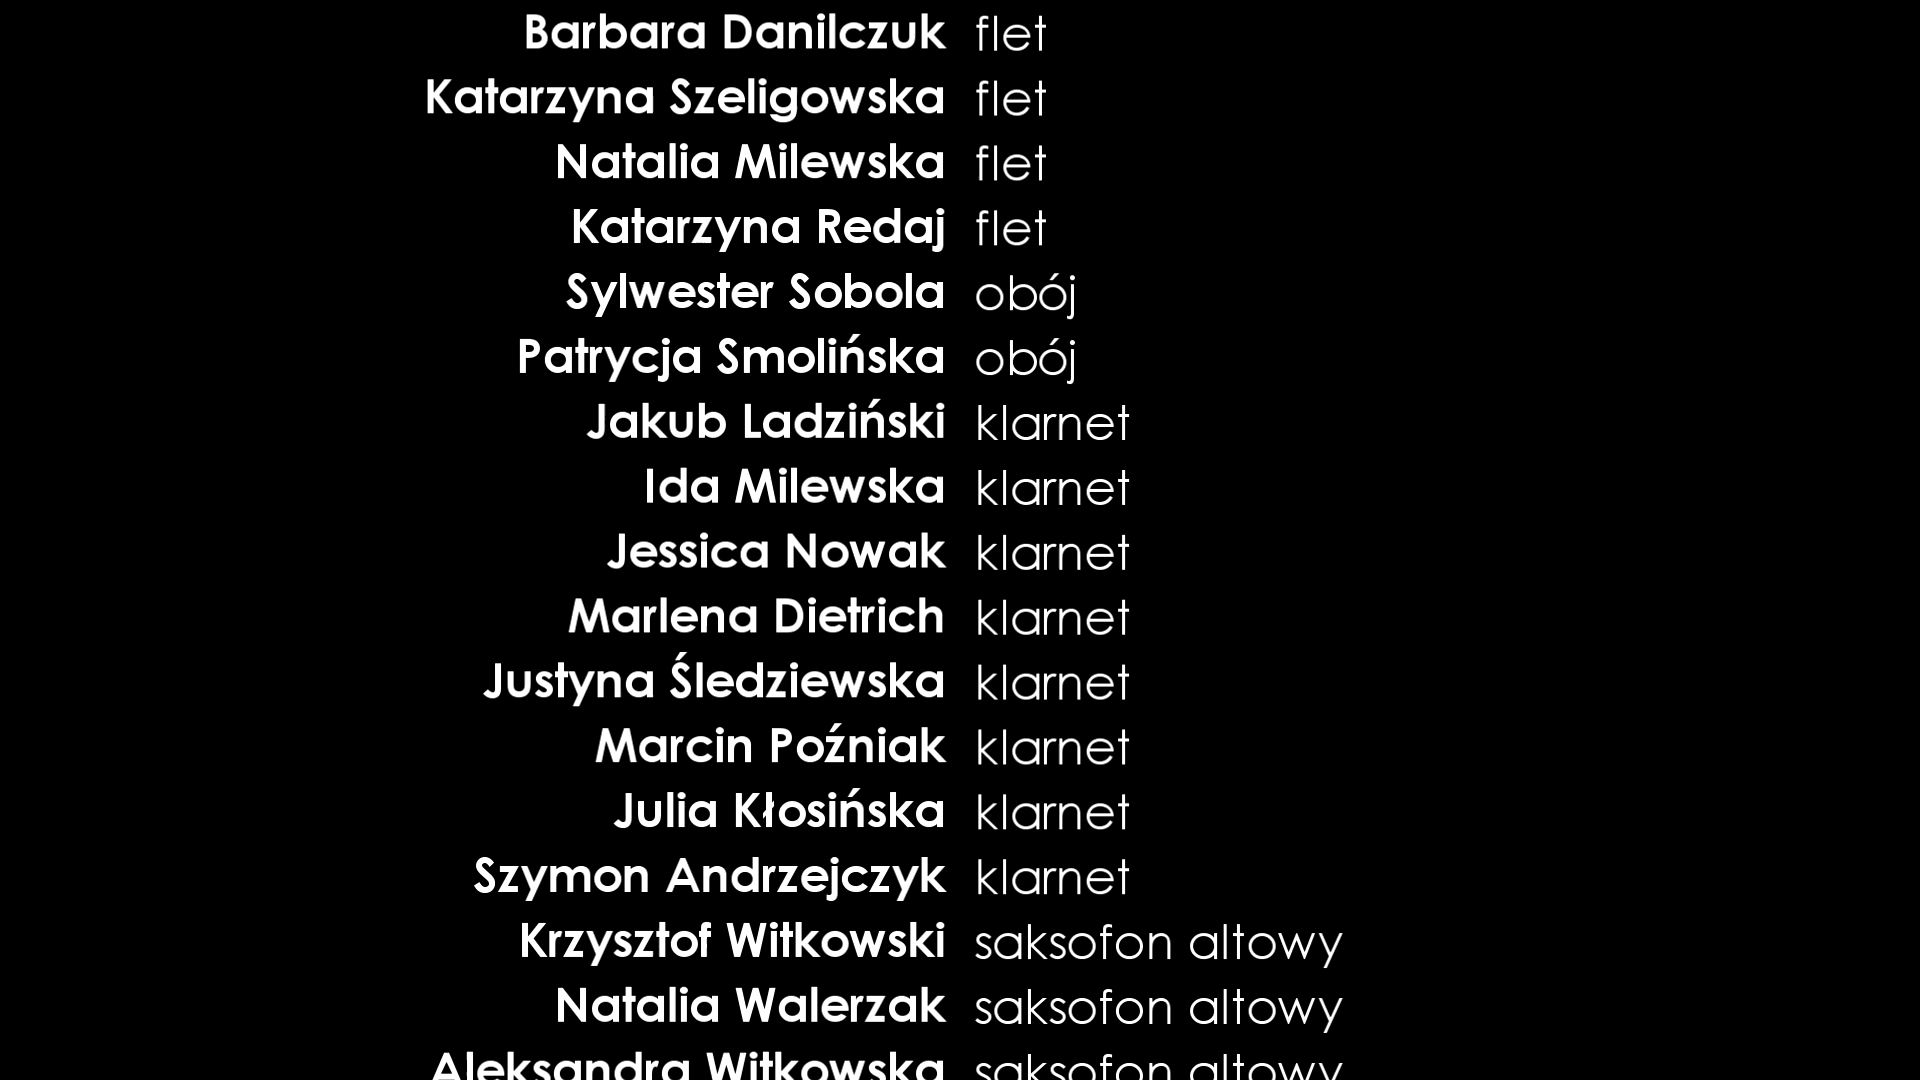 Barbara Danilczuk flet
Katarzyna Szeligowska flet
Natalia Milewska flet
Katarzyna Redaj flet
Sylwester Sobola obój
Patrycja Smolińska obój
Jakub Ladziński klarnet
Ida Milewska klarnet
Jessica Nowak klarnet
Marlena Dietrich klarnet
Justyna Śledziewska klarnet
Marcin Poźniak klarnet
Julia Kłosińska klarnet
Szymon Andrzejczyk klarnet
Krzysztof Witkowski saksofon altowy
Natalia Walerzak saksofon altowy
Aleksandra Witkowska saksofon altowy